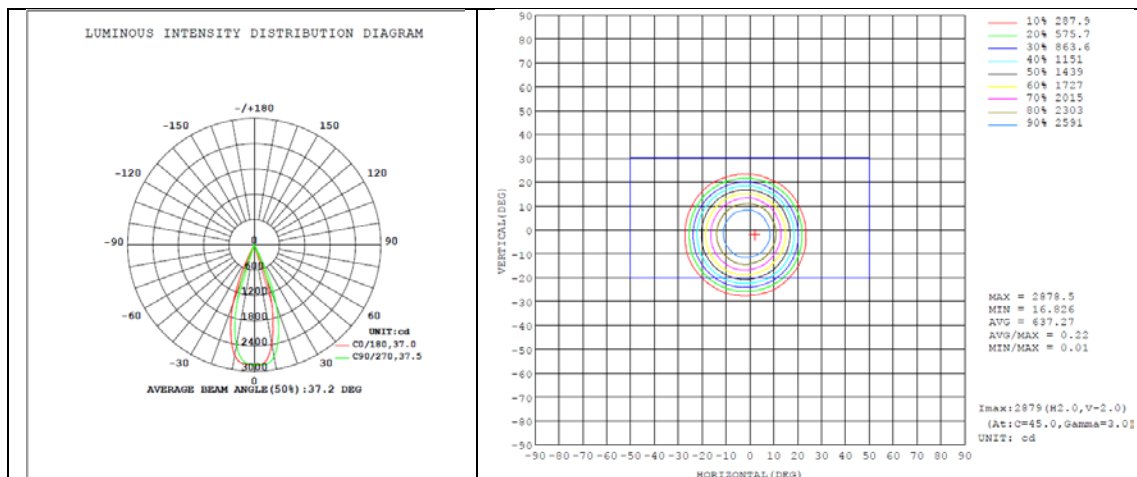 LUMINOUS INTENSITY DISTRIBUTION DIAGRAM
-/+180
-150 150
-120 120
-90 90
-60 60
-30 30
0
0
600
1200
1800
2400
3000
UNIT:cd
C0/180,37.0
C90/270,37.5
AVERAGE BEAM ANGLE(50%):37.2 DEG
90
80
70
60
50
40
30
20
10
0
-10
-20
-30
-40
-50
-60
-70
-80
-90
VERTICAL(DEG)
-90 -80 -70 -60 -50 -40 -30 -20 -10 0 10 20 30 40 50 60 70 80 90
HORIZONTAL(DEG)
10% 287.9
20% 575.7
30% 863.6
40% 1151
50% 1439
60% 1727
70% 2015
80% 2303
90% 2591
MAX = 2878.5
MIN = 16.826
AVG = 637.27
AVG/MAX = 0.22
MIN/MAX = 0.01
Imax:2879(H2.0,V-2.0)
(At:C=45.0,Gamma=3.0)
UNIT: cd